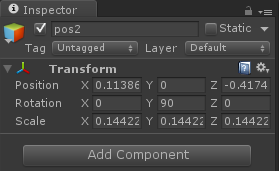 Inspector
pos2 Static
Tag Untagged Layer Default
Transform
Position X 0.11386 Y 0 Z -0.4174
Rotation X 0 Y 90 Z 0
Scale X 0.14422 Y 0.14422 Z 0.14422
Add Component